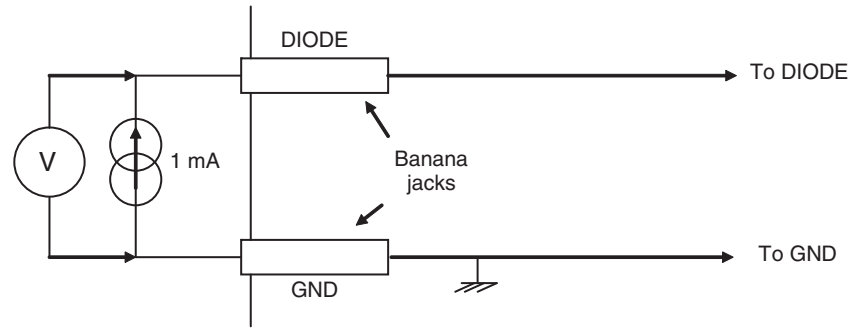 DIODE
To DIODE
V
1 mA
Banana
jacks
To GND
GND